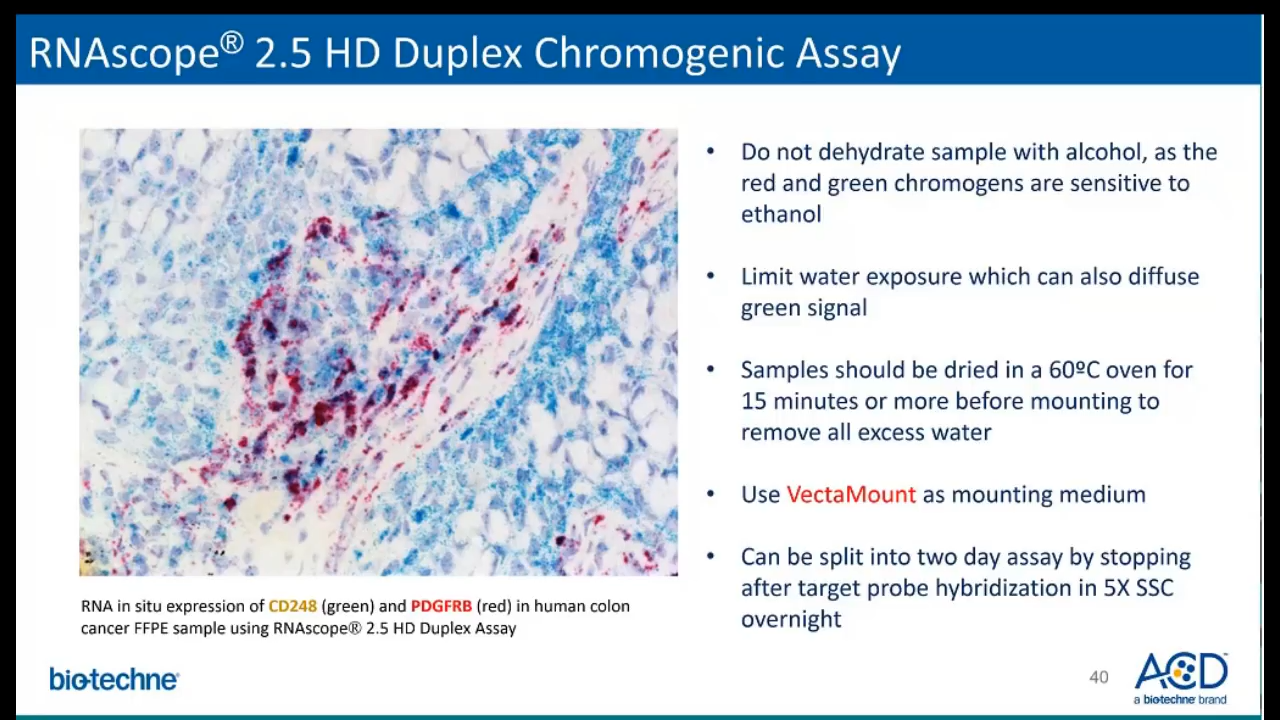 RNAscope® 2.5 HD Duplex Chromogenic Assay
• Do not dehydrate sample with alcohol, as the
red and green chromogens are sensitive to
ethanol
• Limit water exposure which can also diffuse
green signal
• Samples should be dried in a 60ºC oven for
15 minutes or more before mounting to
remove all excess water
• Use VectaMount as mounting medium
• Can be split into two day assay by stopping
after target probe hybridization in 5X SSC
overnight
RNA in situ expression of CD248 (green) and PDGFRB (red) in human colon
cancer FFPE sample using RNAscope® 2.5 HD Duplex Assay
bio-techne®
40
ACD™
a bio-techne brand